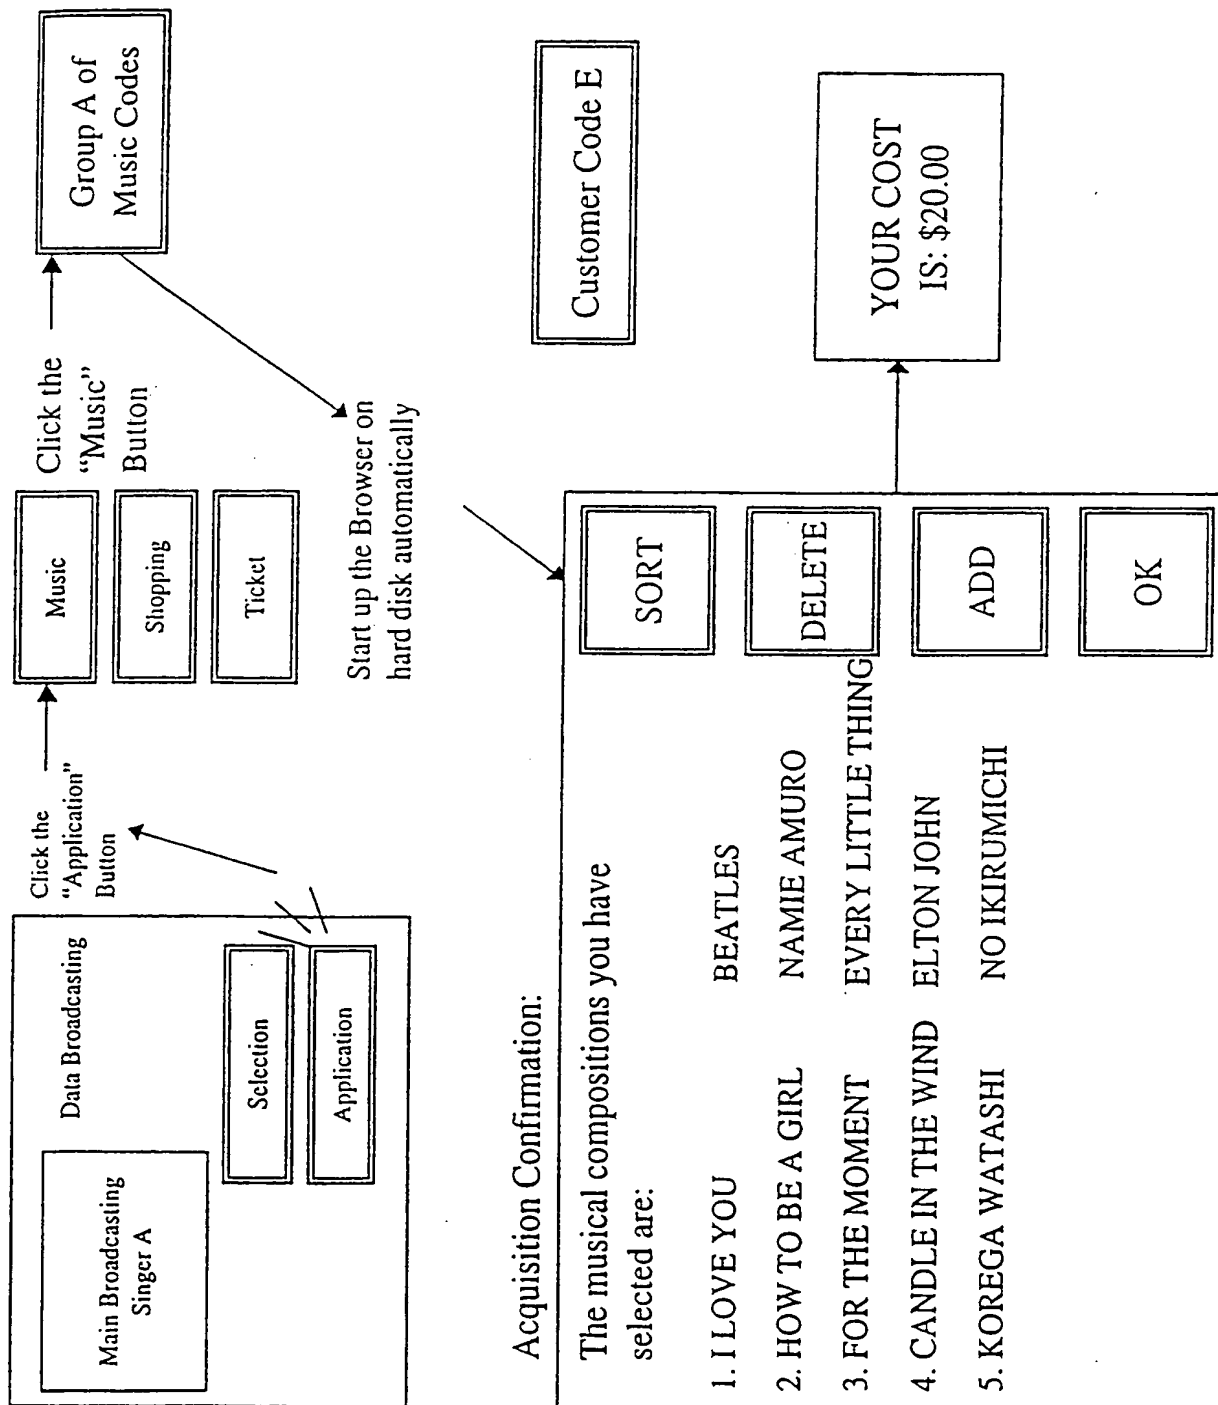 Main Broadcasting
Singer A
Data Broadcasting
Selection
Application
Click the
“Application”
Button
Music
Shopping
Ticket
Click the
“Music”
Button
Group A of
Music Codes
Start up the Browser on
hard disk automatically
Acquisition Confirmation:
The musical compositions you have
selected are:
1. I LOVE YOU BEATLES
2. HOW TO BE A GIRL NAMIE AMURO
3. FOR THE MOMENT EVERY LITTLE THING
4. CANDLE IN THE WIND ELTON JOHN
5. KOREGA WATASHI NO IKIRUMICHI
SORT
DELETE
ADD
OK
Customer Code E
YOUR COST
IS: $20.00